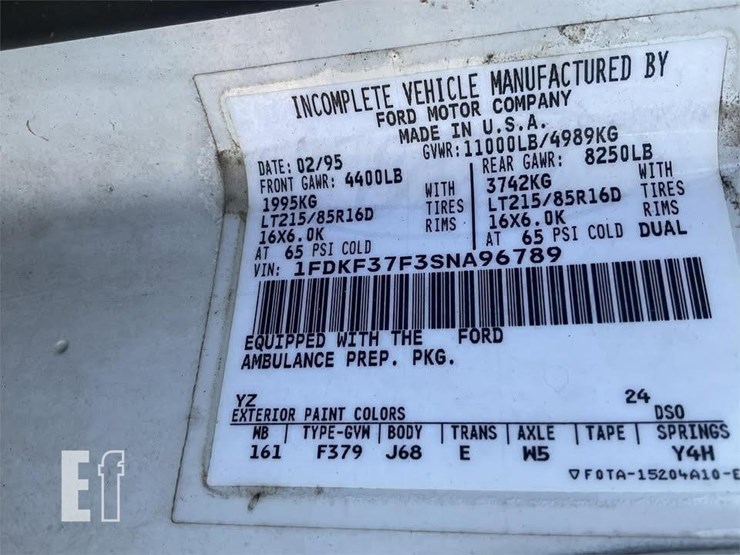 INCOMPLETE VEHICLE MANUFACTURED BY
FORD MOTOR COMPANY
MADE IN U.S.A.
DATE: 02/95 GVWR: 11000LB/4989KG
FRONT GAWR: 4400LB REAR GAWR: 8250LB
1995KG WITH 3742KG WITH
LT215/85R16D TIRES LT215/85R16D TIRES
16X6.0K RIMS 16X6.0K RIMS
AT 65 PSI COLD AT 65 PSI COLD DUAL
VIN: 1FDKF37F3SNA96789
EQUIPPED WITH THE FORD
AMBULANCE PREP. PKG.
YZ 24
EXTERIOR PAINT COLORS DSO
WB | TYPE-GVW | BODY | TRANS | AXLE | TAPE | SPRINGS
161 F379 J68 E W5 Y4H
▽F0TA-15204A10-E
Ef